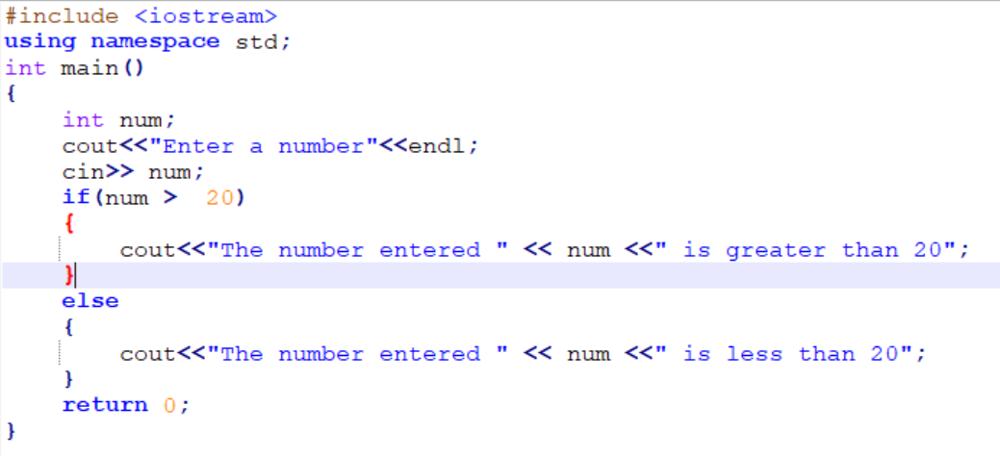 #include <iostream>
using namespace std;
int main()
{
    int num;
    cout<<"Enter a number"<<endl;
    cin>> num;
    if(num >  20)
    {
        cout<<"The number entered " << num <<" is greater than 20";
    }
    else
    {
        cout<<"The number entered " << num <<" is less than 20";
    }
    return 0;
}